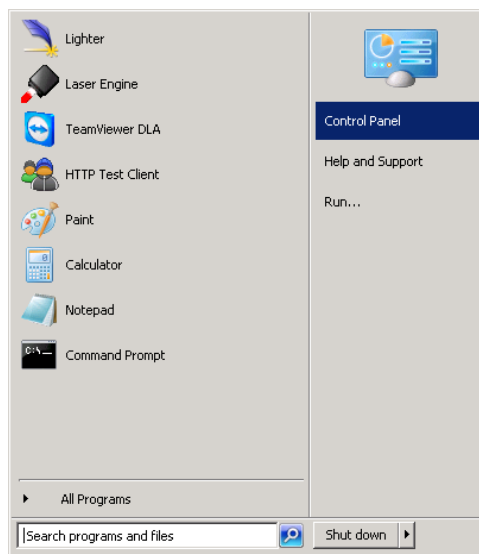 Lighter
Laser Engine
TeamViewer DLA
HTTP Test Client
Paint
Calculator
Notepad
C:\_
Command Prompt
All Programs
Search programs and files
Control Panel
Help and Support
Run...
Shut down